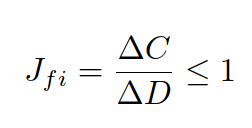 J_{fi} = \frac{\Delta C}{\Delta D} \leq 1